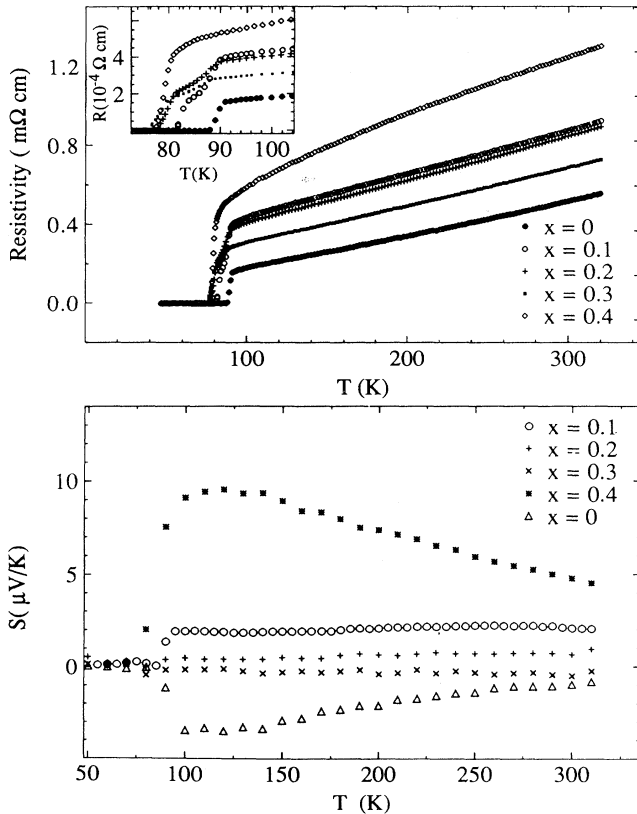 R(10⁻⁴ Ω cm)
4
2
80
90
100
T(K)
Resistivity ( mΩ cm)
1.2
0.8
0.4
0.0
x = 0
x = 0.1
x = 0.2
x = 0.3
x = 0.4
100
200
300
T (K)
S( μV/K)
10
5
0
x = 0.1
x = 0.2
x = 0.3
x = 0.4
x = 0
50
100
150
200
250
300
T (K)